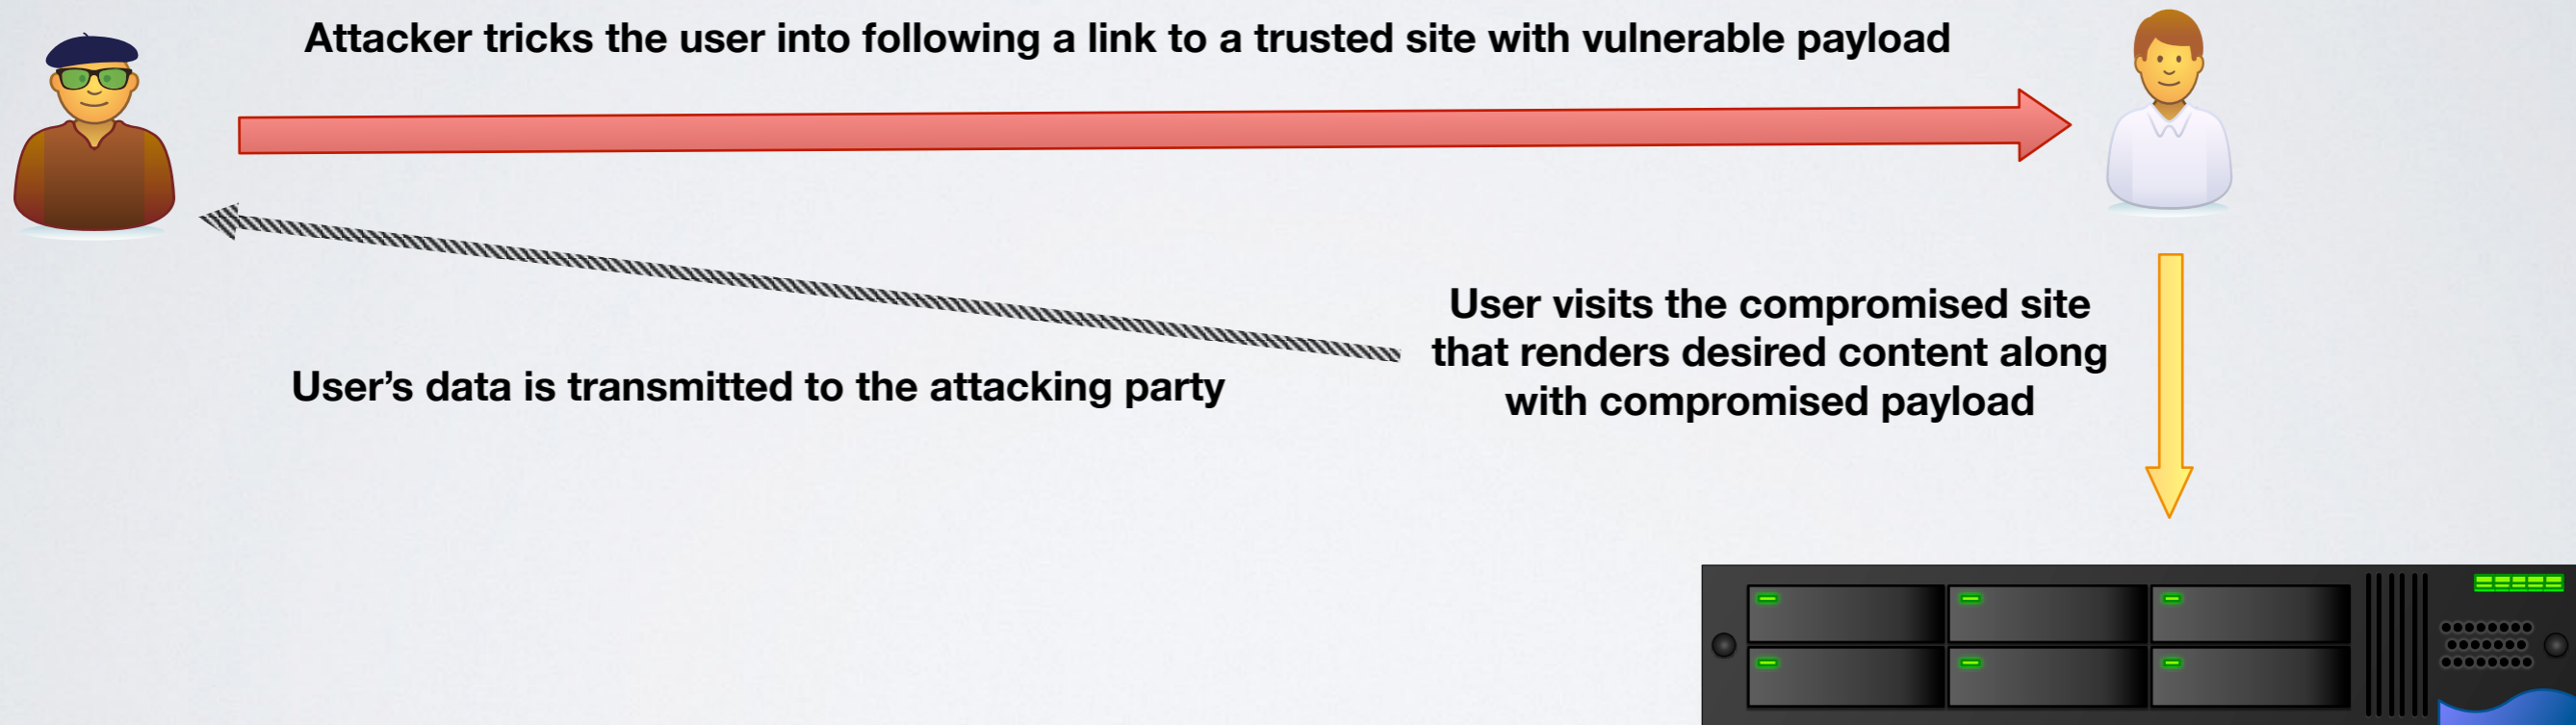 Attacker tricks the user into following a link to a trusted site with vulnerable payload
User visits the compromised site
that renders desired content along
with compromised payload
User’s data is transmitted to the attacking party